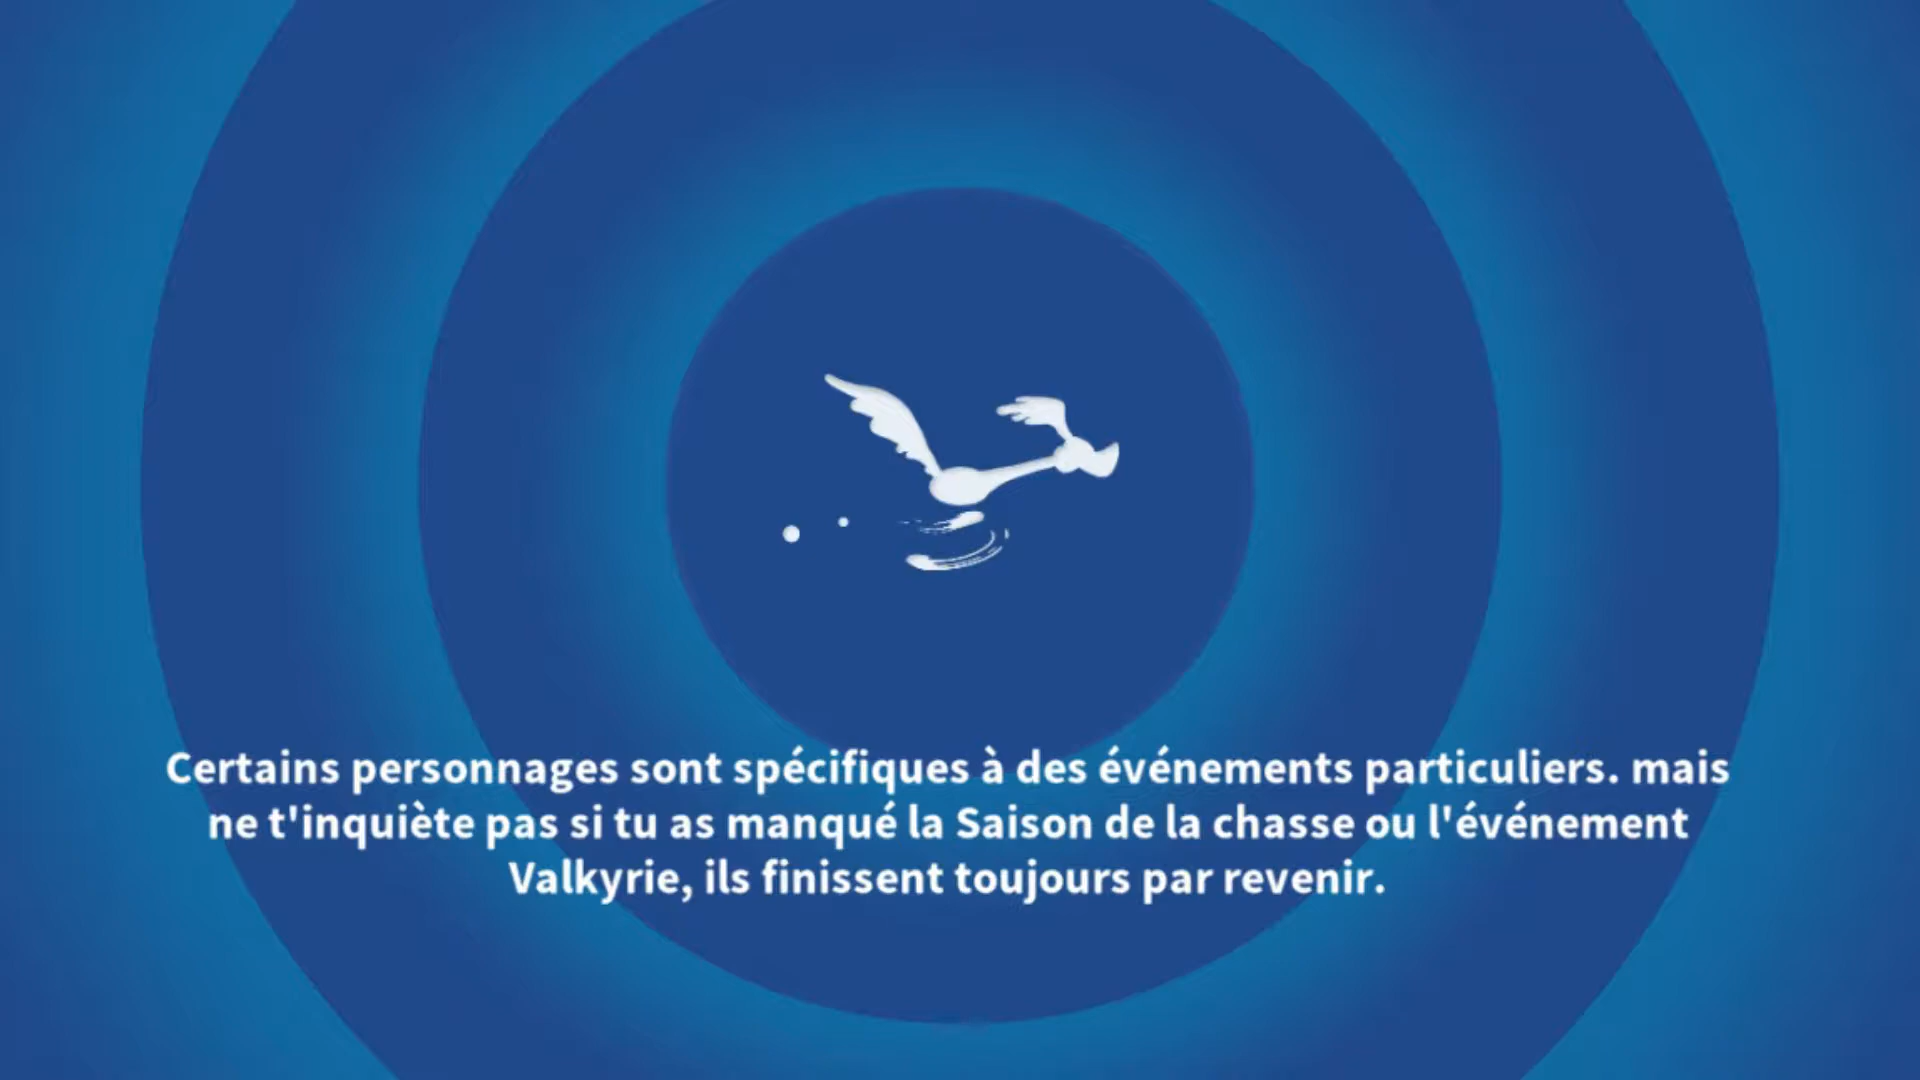 Certains personnages sont spécifiques à des événements particuliers. mais
ne t'inquiète pas si tu as manqué la Saison de la chasse ou l'événement
Valkyrie, ils finissent toujours par revenir.